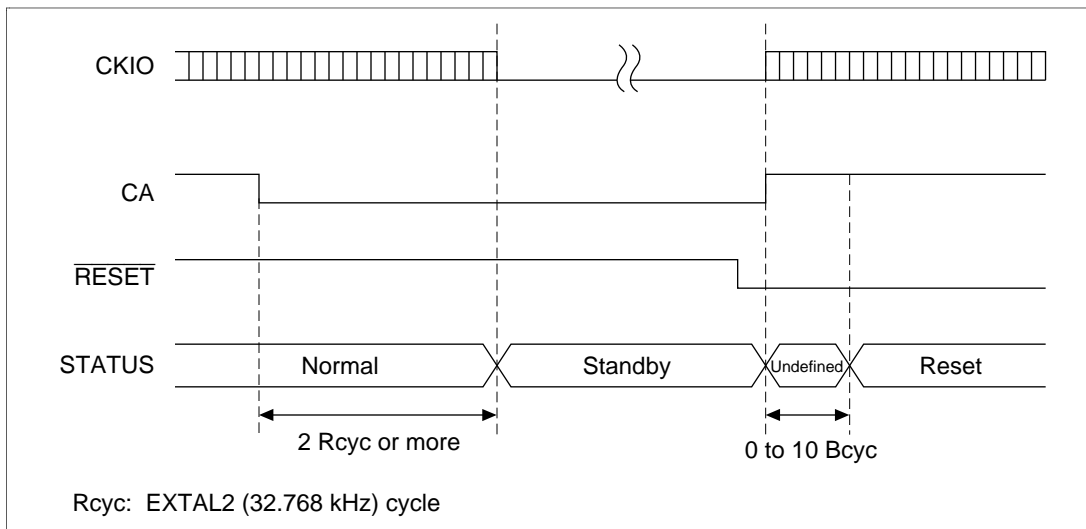 CKIO
CA
RESET
STATUS
Normal
Standby
Undefined
Reset
2 Rcyc or more
0 to 10 Bcyc
Rcyc: EXTAL2 (32.768 kHz) cycle